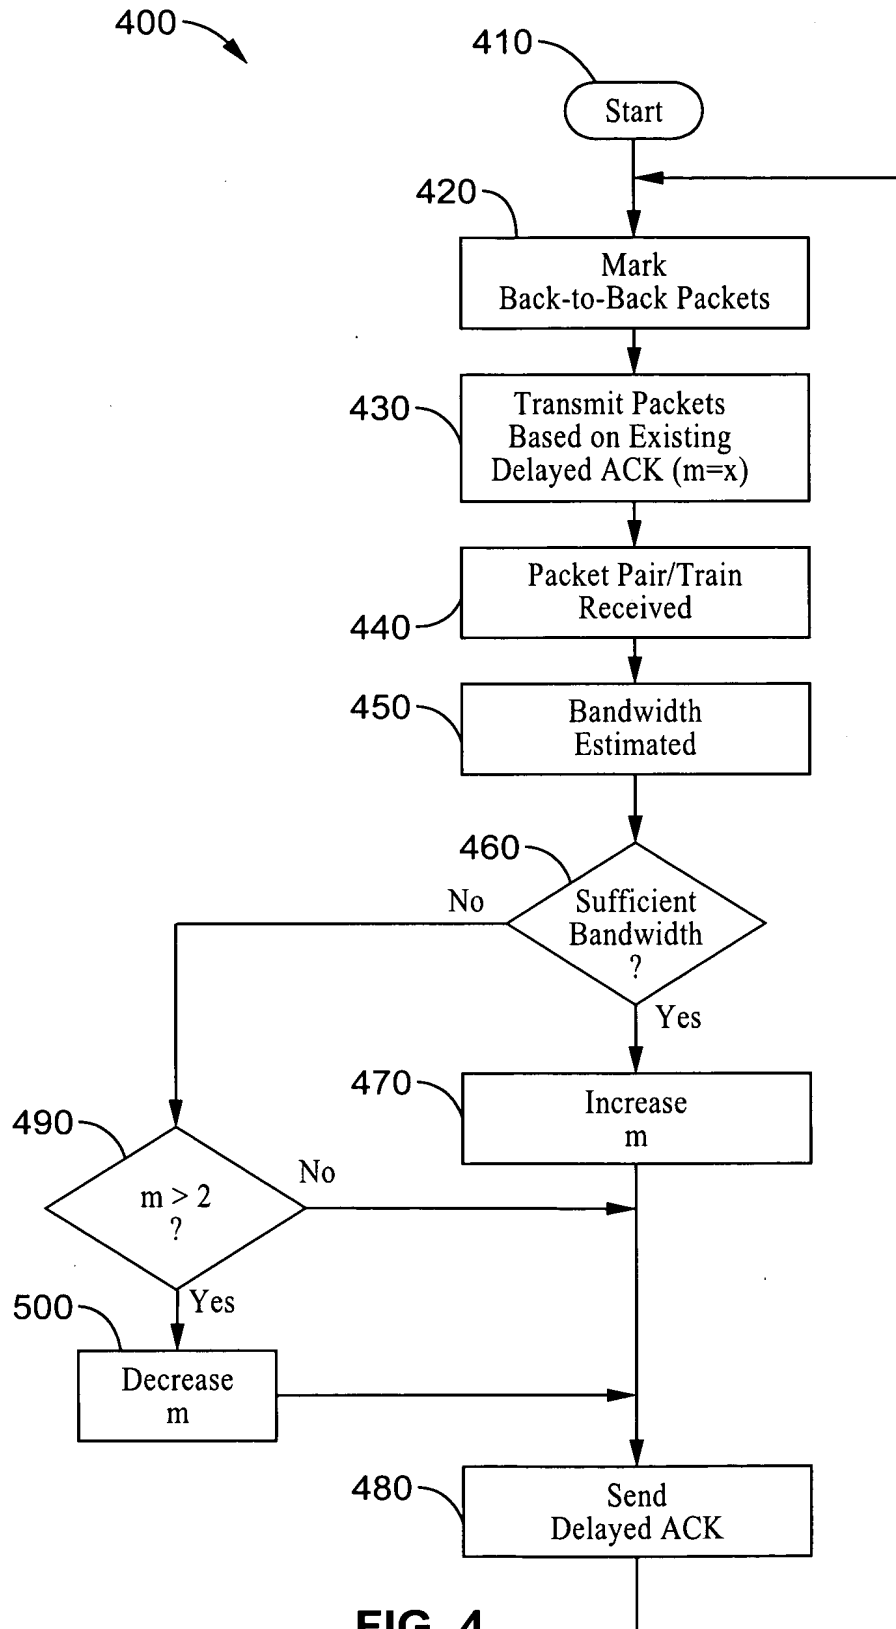 400
410
Start
420
Mark
Back-to-Back Packets
430
Transmit Packets
Based on Existing
Delayed ACK (m=x)
Packet Pair/Train
Received
440
450
Bandwidth
Estimated
460
No
Sufficient
Bandwidth
?
Yes
470
Increase
m
490
No
m > 2
?
Yes
500
Decrease
m
480
Send
Delayed ACK
FIG. 4